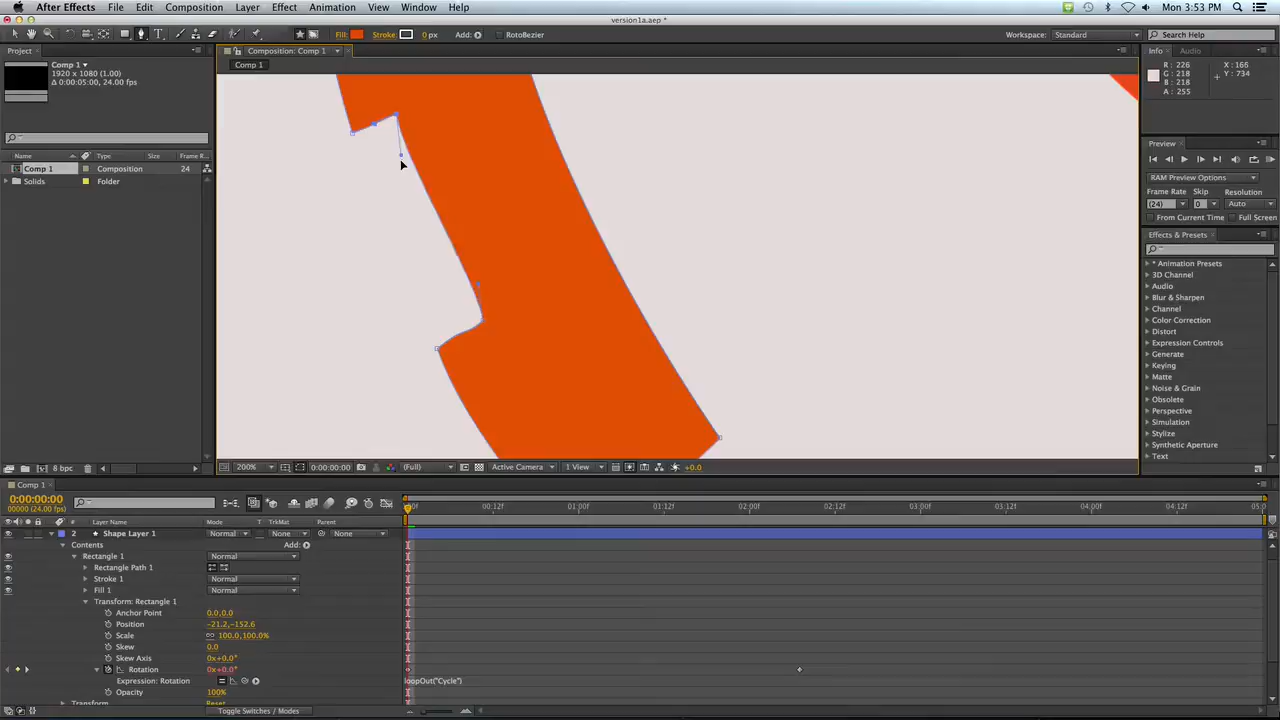 After Effects File Edit Composition Layer Effect Animation View Window Help Mon 3:53 PM
version1a.aep *
Fill: Stroke: 0 px Add: RotoBezier Workspace: Standard Search Help
Project Composition: Comp 1 Info Audio
Comp 1 Comp 1
1920 x 1080 (1.00)
Δ 0:00:05:00, 24.00 fps
R : 226 X : 166
G : 218 Y : 734
B : 218
A : 255
Preview
Name Type Size Frame R...
Comp 1 Composition 24
Solids Folder
RAM Preview Options
Frame Rate Skip Resolution
(24) 0 Auto
From Current Time Full Screen
Effects & Presets
* Animation Presets
3D Channel
Audio
Blur & Sharpen
Channel
Color Correction
Distort
Expression Controls
Generate
Keying
Matte
Noise & Grain
Obsolete
Perspective
Simulation
Stylize
Synthetic Aperture
Text
8 bpc 200% 0:00:00:00 (Full) Active Camera 1 View +0.0
Comp 1
0:00:00:00
00000 (24.00 fps)
:00f 00:12f 01:00f 01:12f 02:00f 02:12f 03:00f 03:12f 04:00f 04:12f 05:0
# Layer Name Mode T TrkMat Parent
2 Shape Layer 1 Normal None None
Contents Add:
Rectangle 1 Normal
Rectangle Path 1
Stroke 1 Normal
Fill 1 Normal
Transform: Rectangle 1
Anchor Point 0.0,0.0
Position -21.2,-152.6
Scale 100.0,100.0%
Skew 0.0
Skew Axis 0x+0.0°
Rotation 0x+0.0°
Expression: Rotation loopOut("Cycle")
Opacity 100%
Transform Reset
Toggle Switches / Modes